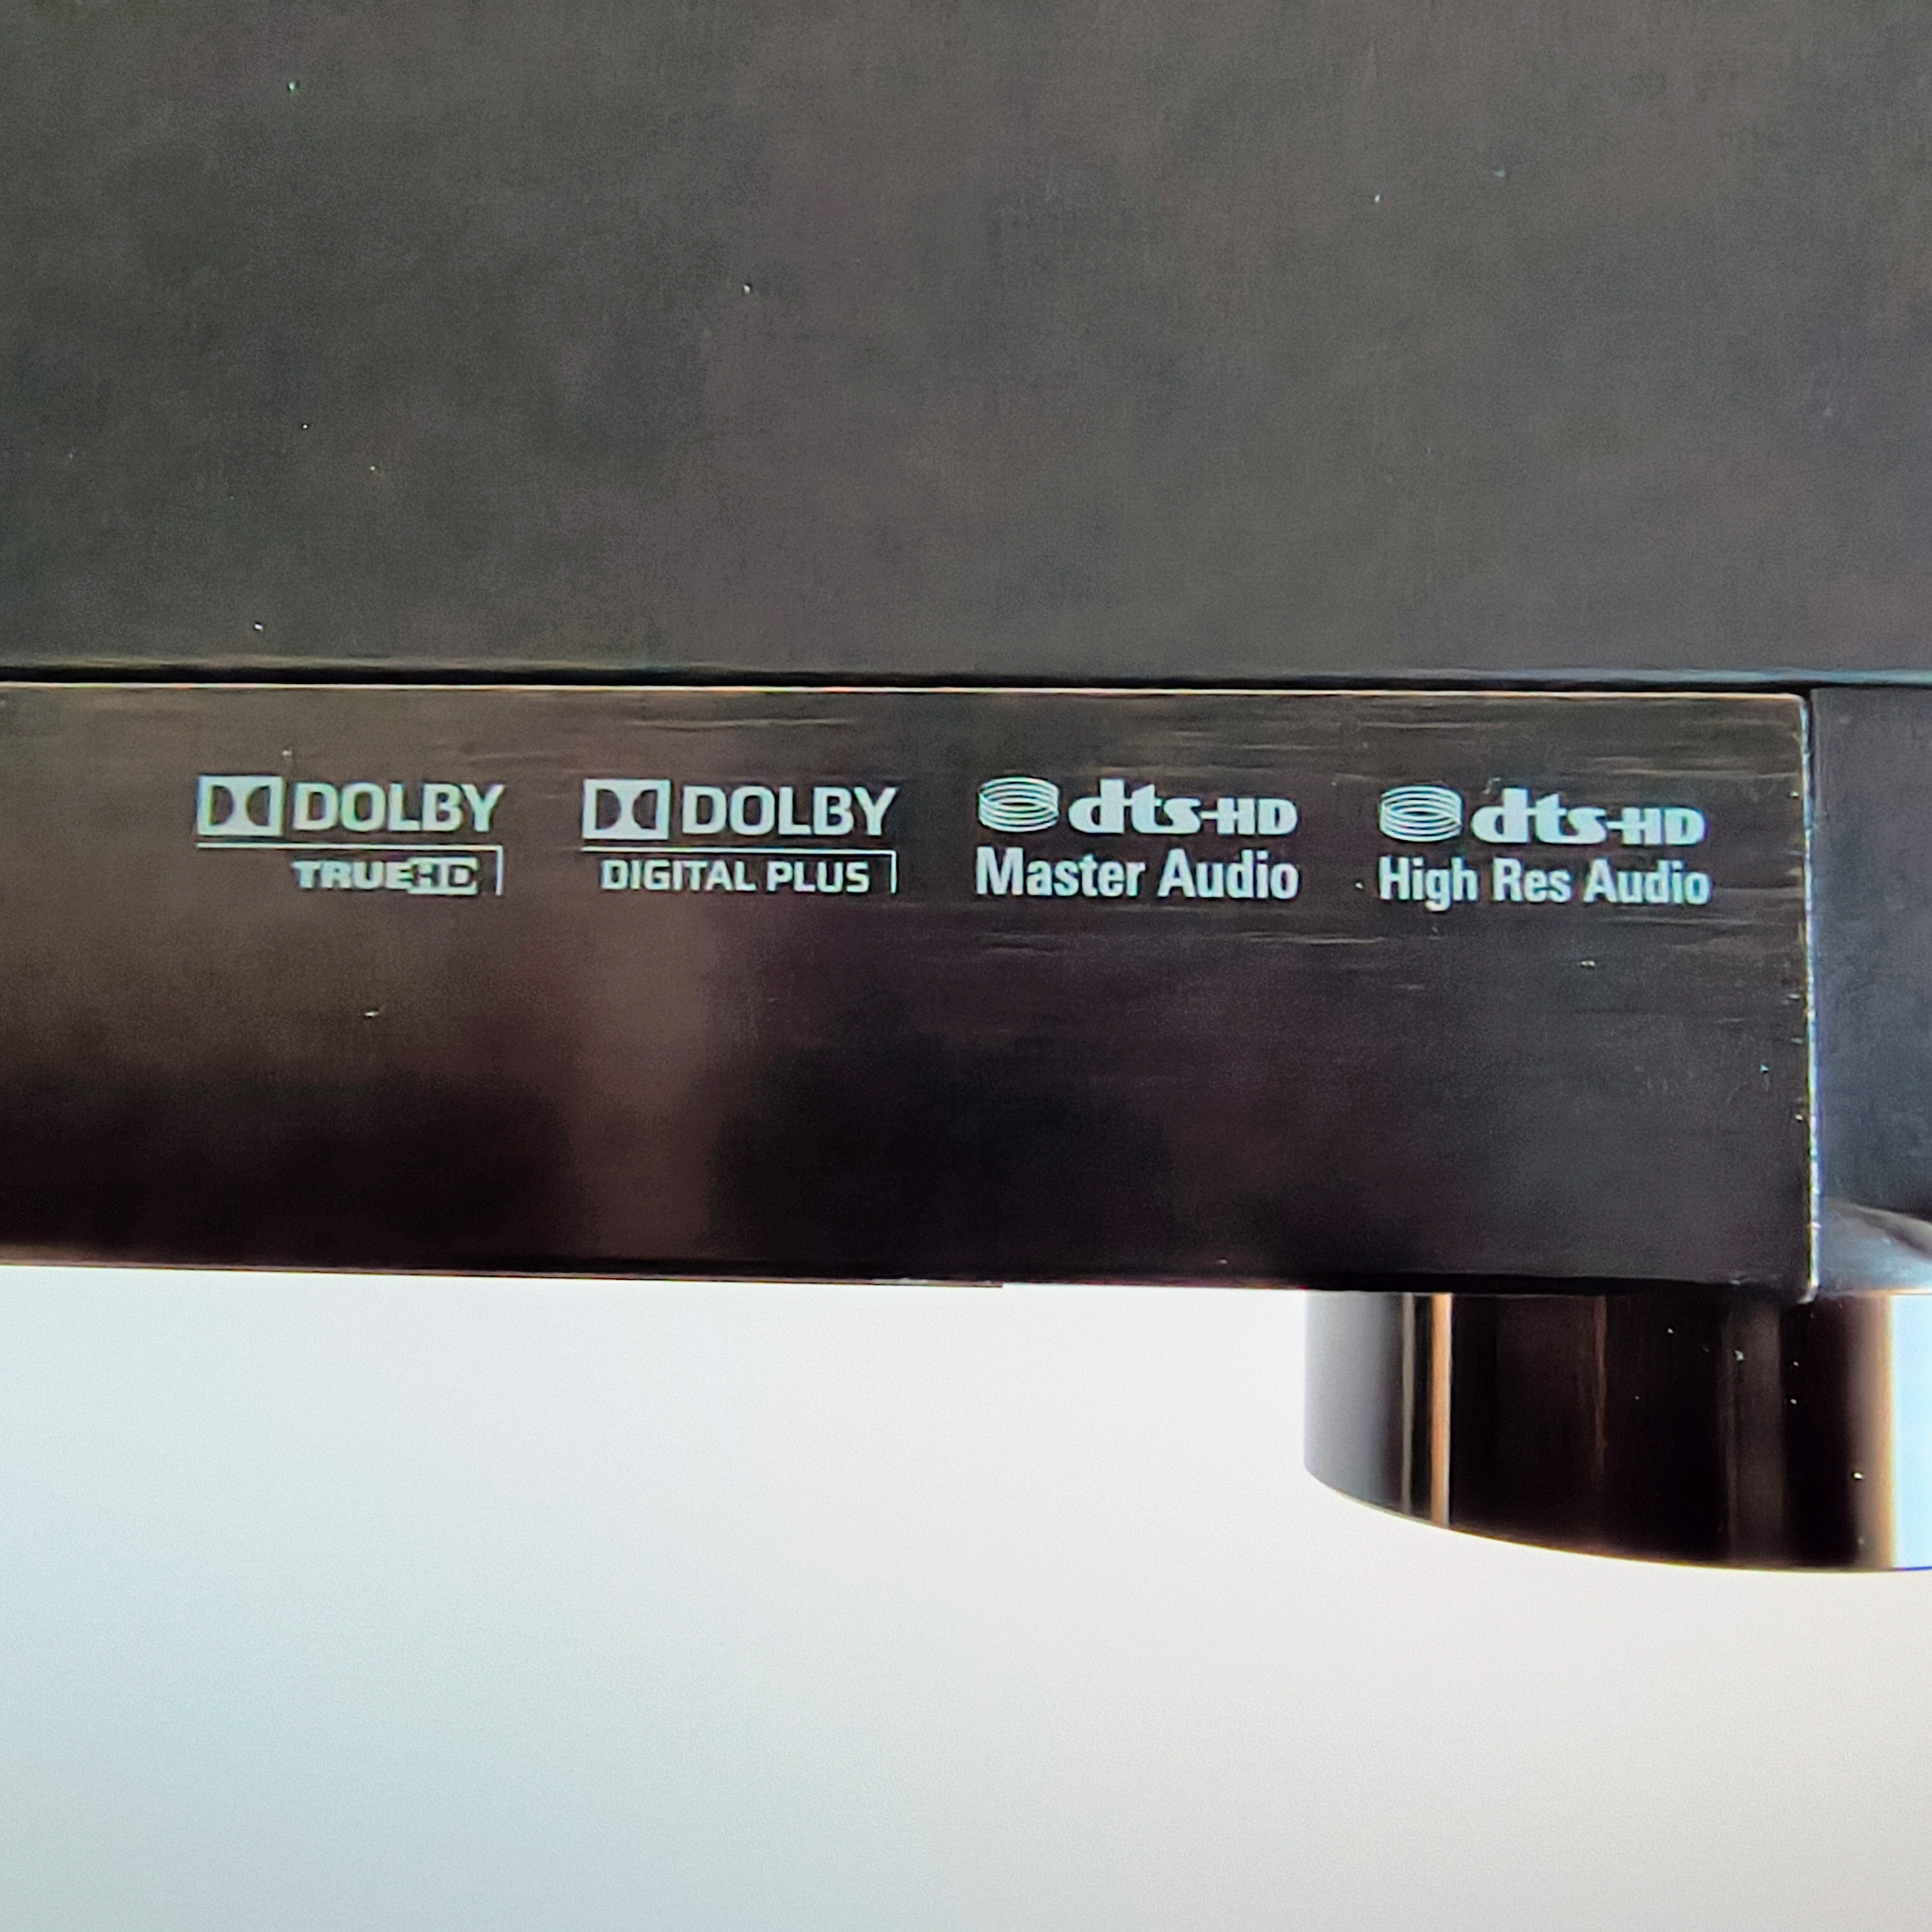 DOLBY
TRUEHD
DOLBY
DIGITAL PLUS
dts-HD
Master Audio
dts-HD
High Res Audio